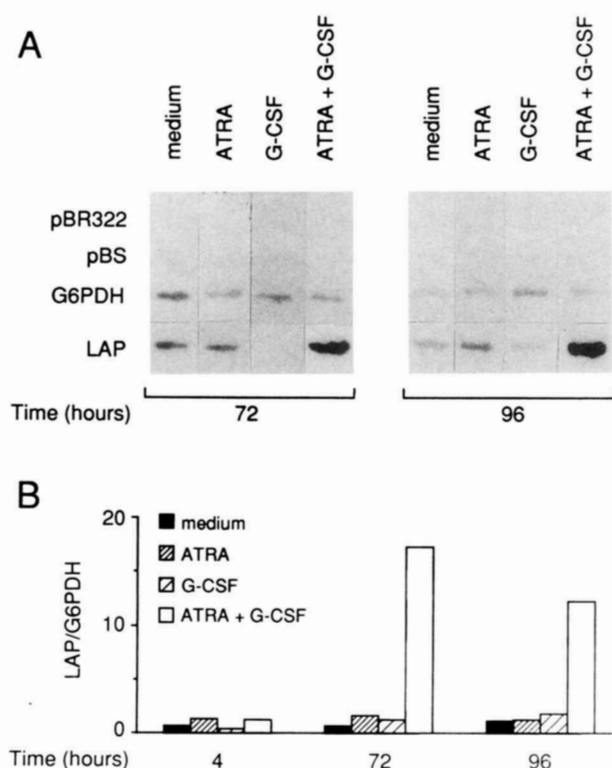 A
medium ATRA G-CSF ATRA + G-CSF medium ATRA G-CSF ATRA + G-CSF
pBR322
pBS
G6PDH
LAP
Time (hours) 72 96
B
LAP/G6PDH
20
10
0
medium
ATRA
G-CSF
ATRA + G-CSF
Time (hours) 4 72 96